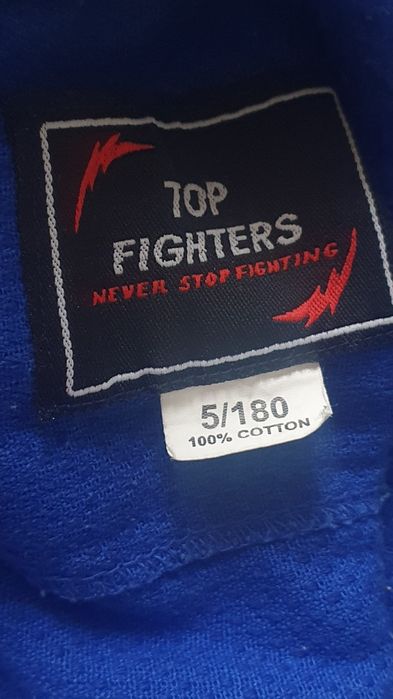 TOP
FIGHTERS
NEVER STOP FIGHTING
5/180
100% COTTON